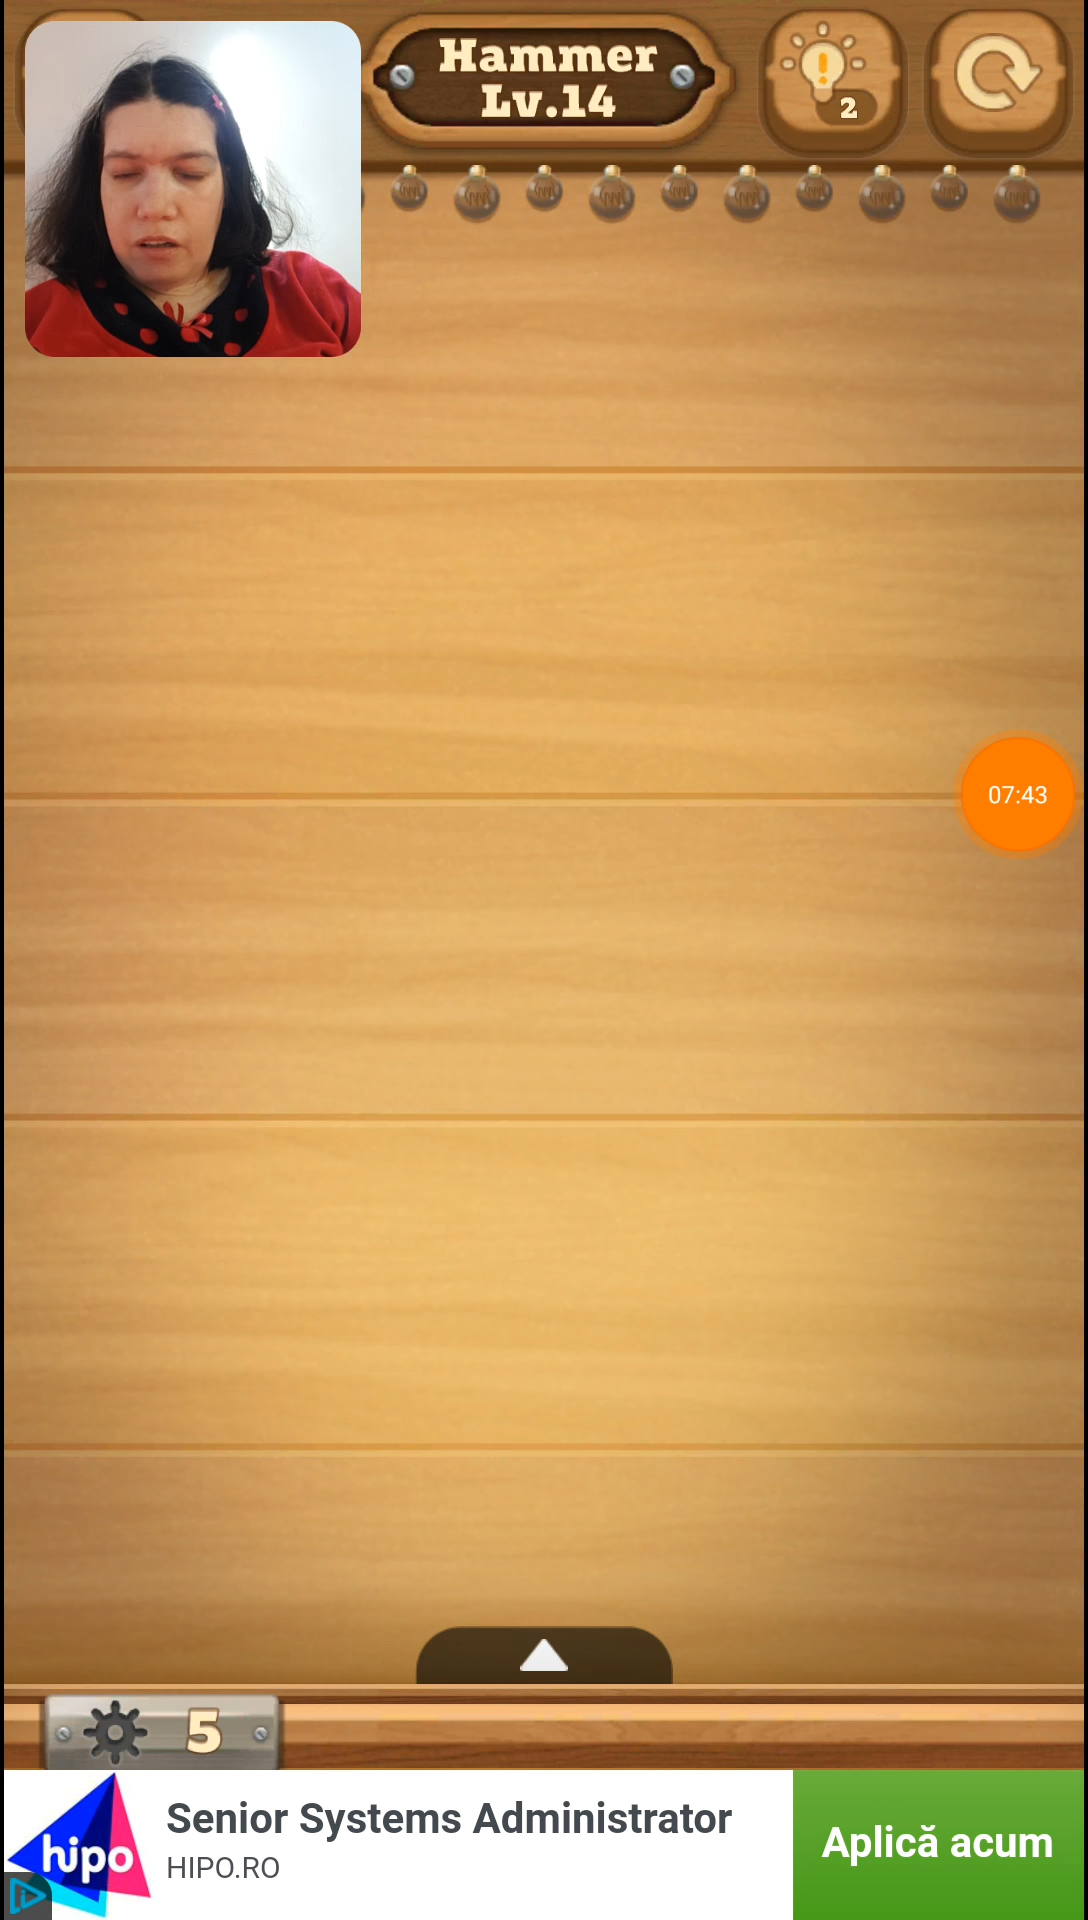 Hammer
Lv.14
2
07:43
5
Senior Systems Administrator
HIPO.RO
hipo
Aplică acum